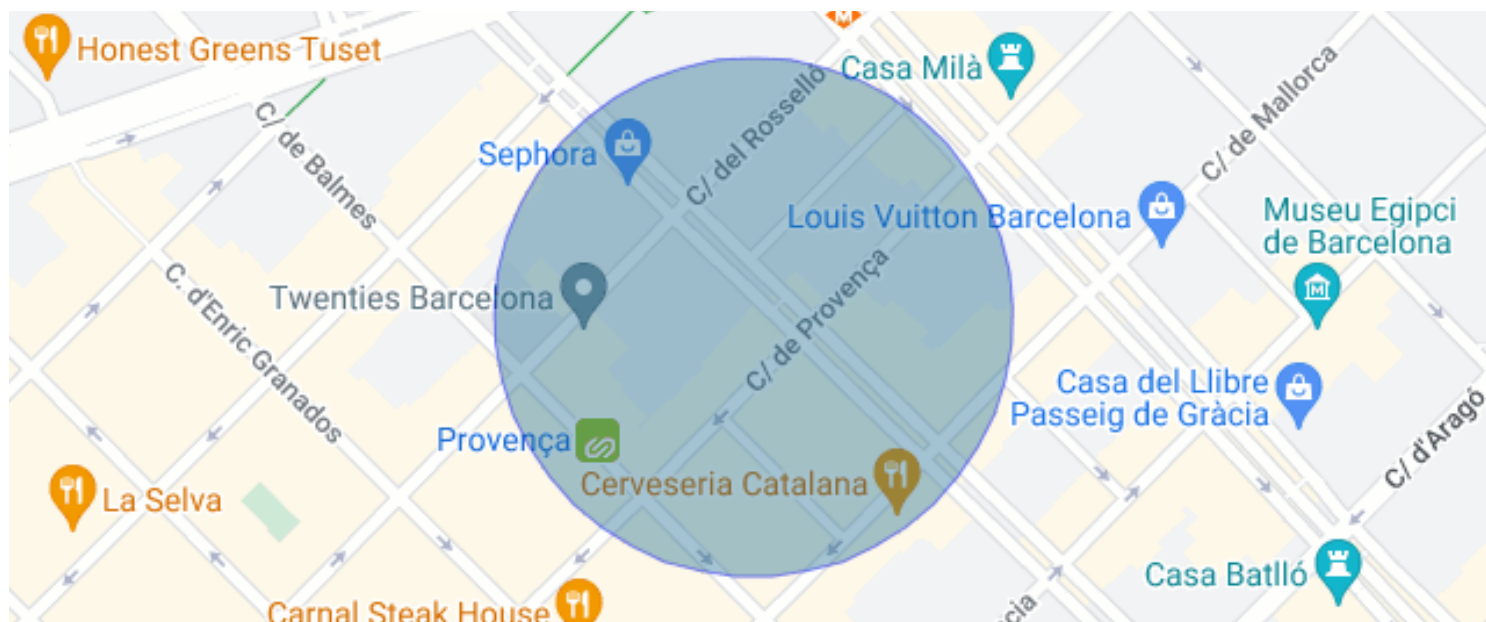 Honest Greens Tuset
Casa Milà
C/ de Mallorca
C/ del Rosselló
Sephora
C/ de Balmes
Louis Vuitton Barcelona
Museu Egipci
de Barcelona
C. d'Enric Granados
Twenties Barcelona
C/ de Provença
Casa del Llibre
Passeig de Gràcia
Provença
C/ d'Aragó
Cerveseria Catalana
La Selva
Casa Batlló
Carnal Steak House